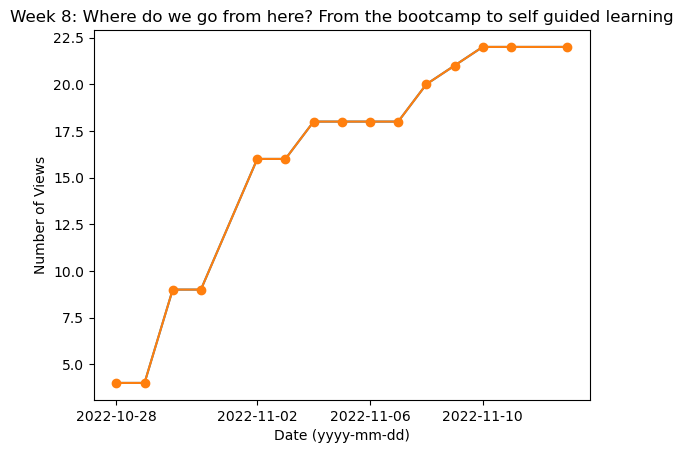 Week 8: Where do we go from here? From the bootcamp to self guided learning
22.5
20.0
17.5
15.0
12.5
10.0
7.5
5.0
Number of Views
2022-10-28 2022-11-02 2022-11-06 2022-11-10
Date (yyyy-mm-dd)